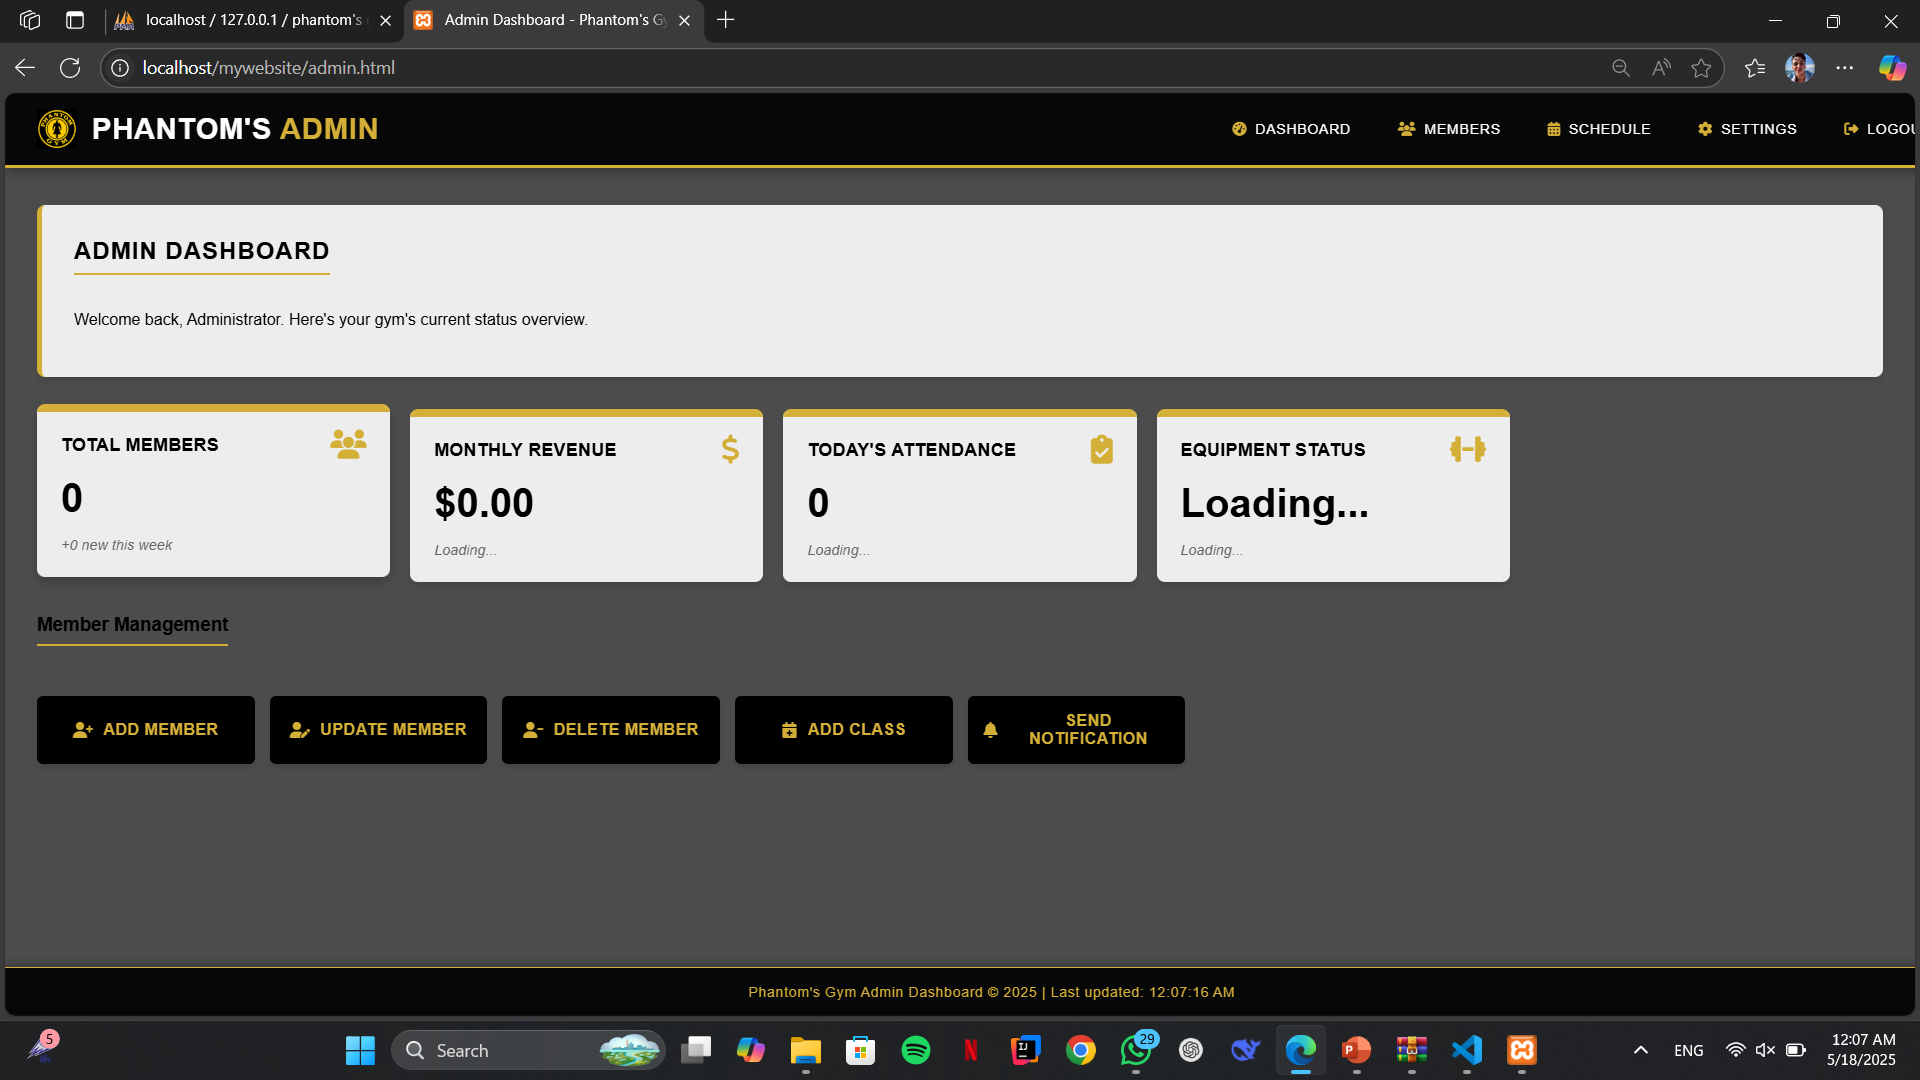 localhost / 127.0.0.1 / phantom's
Admin Dashboard - Phantom's G
localhost/mywebsite/admin.html
PHANTOM GYM
PHANTOM'S ADMIN
DASHBOARD
MEMBERS
SCHEDULE
SETTINGS
LOGOU
ADMIN DASHBOARD
Welcome back, Administrator. Here's your gym's current status overview.
TOTAL MEMBERS
0
+0 new this week
MONTHLY REVENUE
$0.00
Loading...
TODAY'S ATTENDANCE
0
Loading...
EQUIPMENT STATUS
Loading...
Loading...
Member Management
ADD MEMBER
UPDATE MEMBER
DELETE MEMBER
ADD CLASS
SEND
NOTIFICATION
Phantom's Gym Admin Dashboard © 2025 | Last updated: 12:07:16 AM
5
Search
29
ENG
12:07 AM
5/18/2025